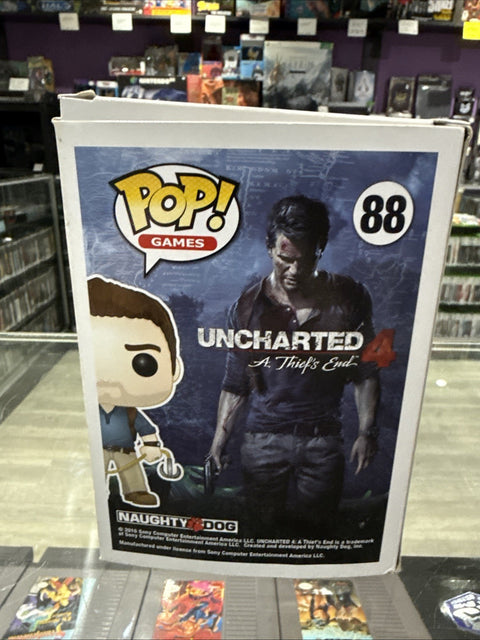 POP!
GAMES
88
UNCHARTED 4
A Thief's End™
NAUGHTY DOG
© 2016 Sony Computer Entertainment America LLC. UNCHARTED 4: A Thief's End is a trademark
of Sony Computer Entertainment America LLC. Created and developed by Naughty Dog, Inc.
Manufactured under license from Sony Computer Entertainment America LLC.